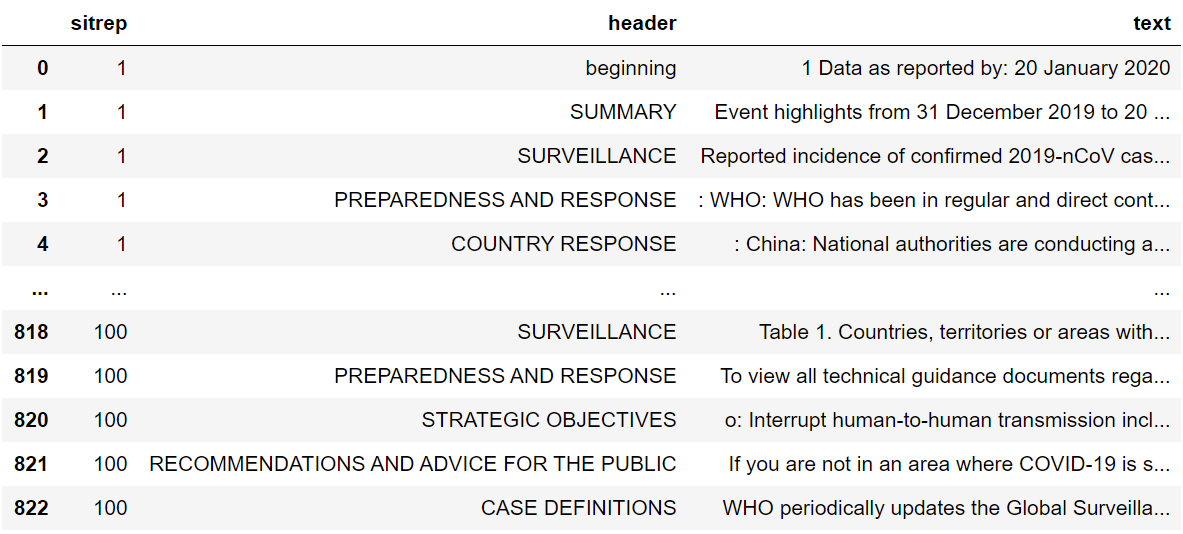 sitrep header text
0 1 beginning 1 Data as reported by: 20 January 2020
1 1 SUMMARY Event highlights from 31 December 2019 to 20 ...
2 1 SURVEILLANCE Reported incidence of confirmed 2019-nCoV cas...
3 1 PREPAREDNESS AND RESPONSE : WHO: WHO has been in regular and direct cont...
4 1 COUNTRY RESPONSE : China: National authorities are conducting a...
... ... ... ...
818 100 SURVEILLANCE Table 1. Countries, territories or areas with...
819 100 PREPAREDNESS AND RESPONSE To view all technical guidance documents rega...
820 100 STRATEGIC OBJECTIVES o: Interrupt human-to-human transmission incl...
821 100 RECOMMENDATIONS AND ADVICE FOR THE PUBLIC If you are not in an area where COVID-19 is s...
822 100 CASE DEFINITIONS WHO periodically updates the Global Surveilla...